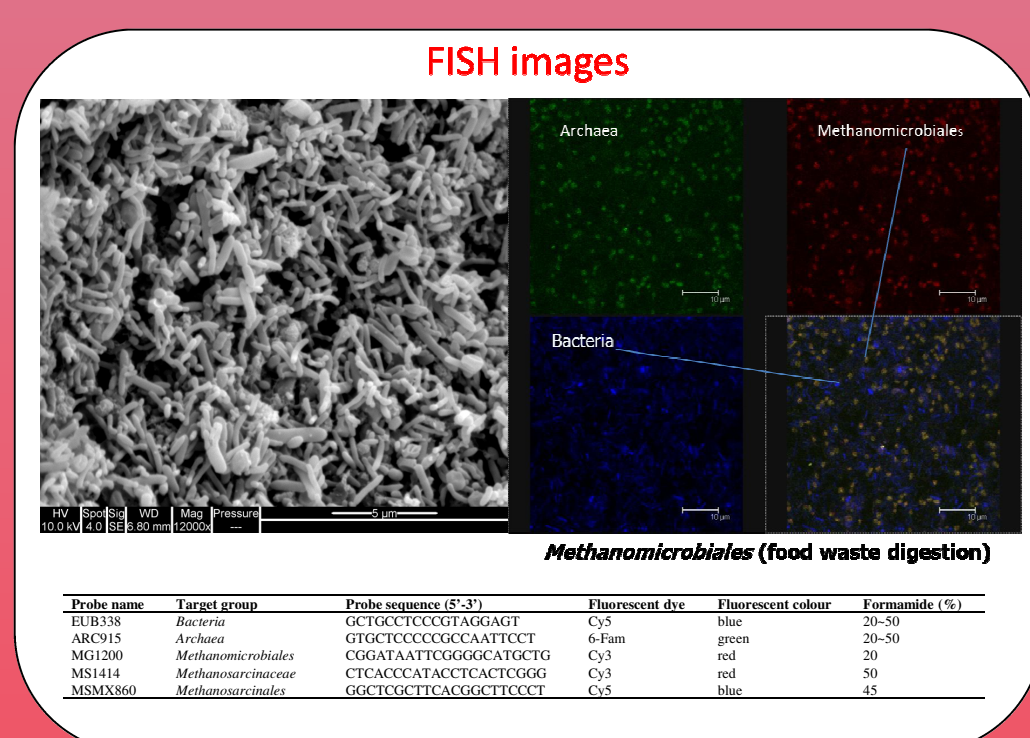 FISH images
Archaea
Methanomicrobiales
10 µm
10 µm
Bacteria
10 µm
10 µm
HV Spot Sig WD Mag Pressure
10.0 kV 4.0 SE 6.80 mm 12000x --- 5 µm
Methanomicrobiales (food waste digestion)
Probe name Target group Probe sequence (5’-3’) Fluorescent dye Fluorescent colour Formamide (%)
EUB338 Bacteria GCTGCCTCCCGTAGGAGT Cy5 blue 20~50
ARC915 Archaea GTGCTCCCCCGCCAATTCCT 6-Fam green 20~50
MG1200 Methanomicrobiales CGGATAATTCGGGGCATGCTG Cy3 red 20
MS1414 Methanosarcinaceae CTCACCCATACCTCACTCGGG Cy3 red 50
MSMX860 Methanosarcinales GGCTCGCTTCACGGCTTCCCT Cy5 blue 45